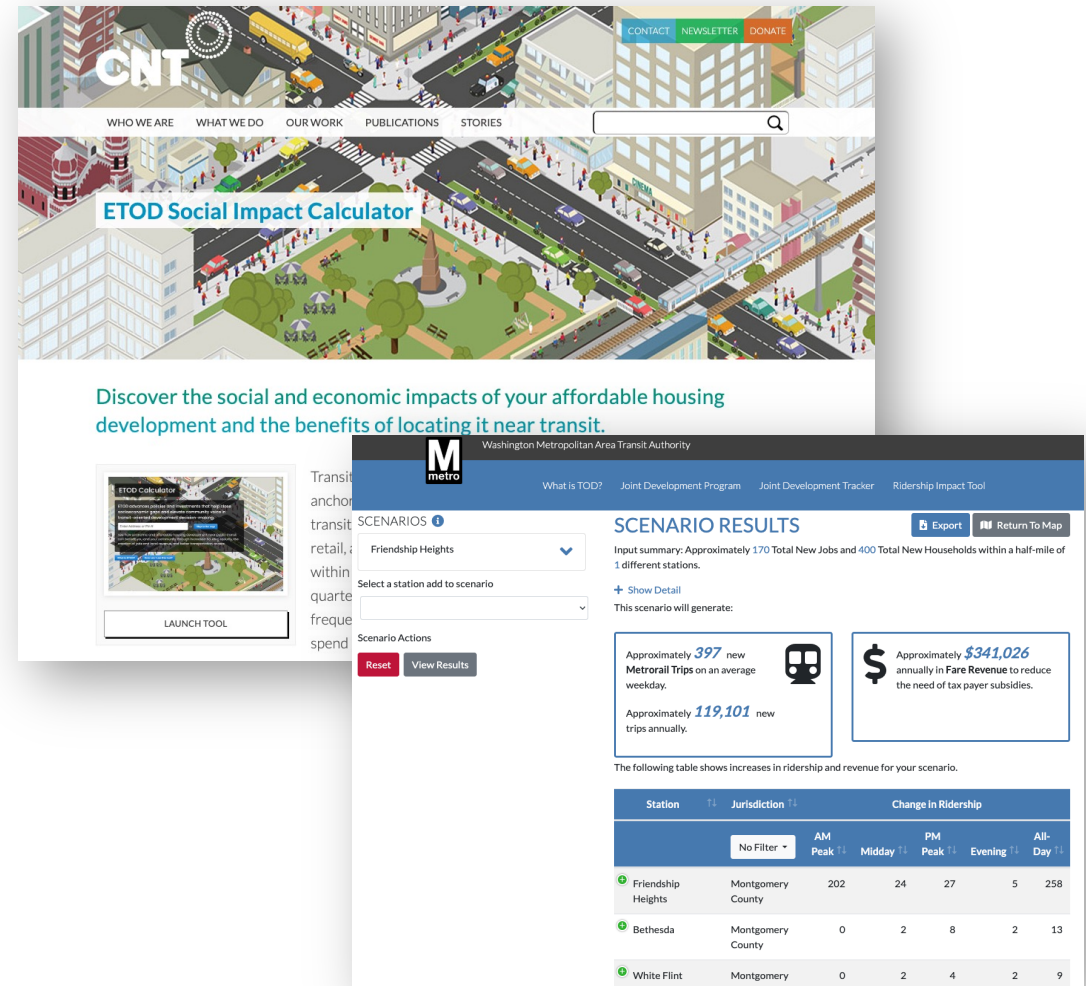 CNT
CONTACT NEWSLETTER DONATE
WHO WE ARE WHAT WE DO OUR WORK PUBLICATIONS STORIES
CINEMA
ETOD Social Impact Calculator
Discover the social and economic impacts of your affordable housing
development and the benefits of locating it near transit.
ETOD Calculator
LAUNCH TOOL
Transit
anchor
transit
retail, a
within
quarte
freque
spend
M
metro
Washington Metropolitan Area Transit Authority
What is TOD? Joint Development Program Joint Development Tracker Ridership Impact Tool
SCENARIOS
Friendship Heights
Select a station add to scenario
Scenario Actions
Reset View Results
SCENARIO RESULTS
Export Return To Map
Input summary: Approximately 170 Total New Jobs and 400 Total New Households within a half-mile of
1 different stations.
+ Show Detail
This scenario will generate:
Approximately 397 new
Metrorail Trips on an average
weekday.
Approximately 119,101 new
trips annually.
$
Approximately $341,026
annually in Fare Revenue to reduce
the need of tax payer subsidies.
The following table shows increases in ridership and revenue for your scenario.
Station Jurisdiction Change in Ridership
No Filter AM Peak Midday PM Peak Evening All-Day
Friendship Heights Montgomery County 202 24 27 5 258
Bethesda Montgomery County 0 2 8 2 13
White Flint Montgomery 0 2 4 2 9